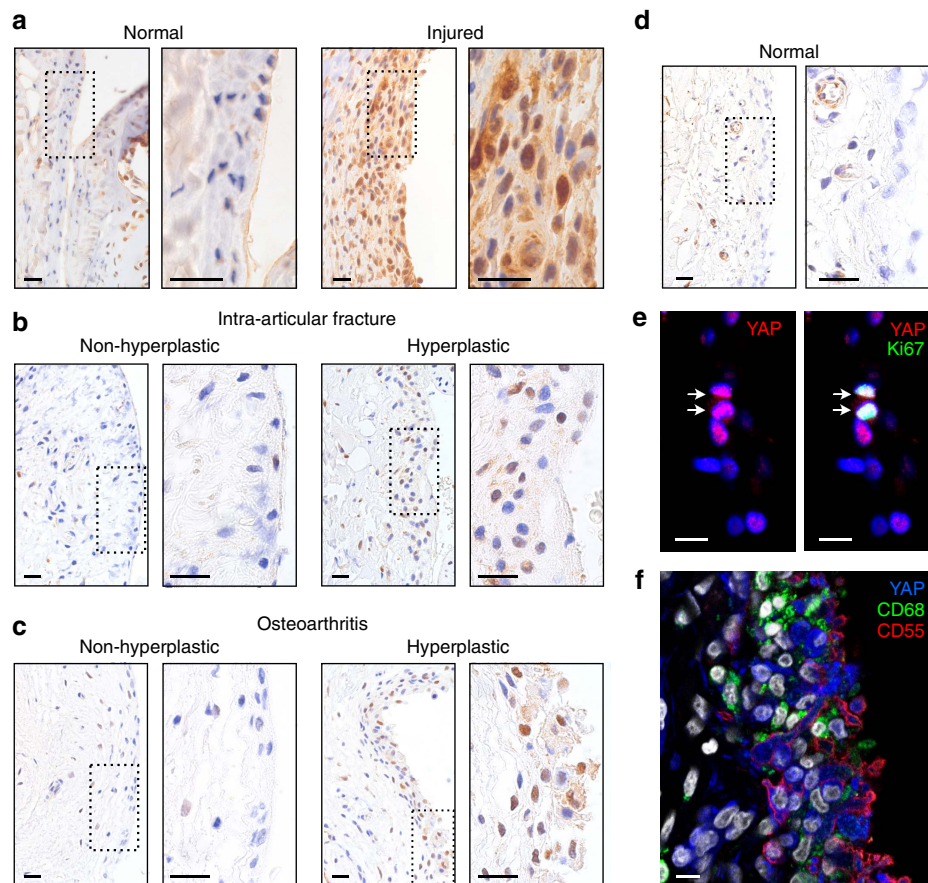 a
Normal
Injured
b
Intra-articular fracture
Non-hyperplastic
Hyperplastic
c
Osteoarthritis
Non-hyperplastic
Hyperplastic
d
Normal
e
YAP
YAP
Ki67
f
YAP
CD68
CD55